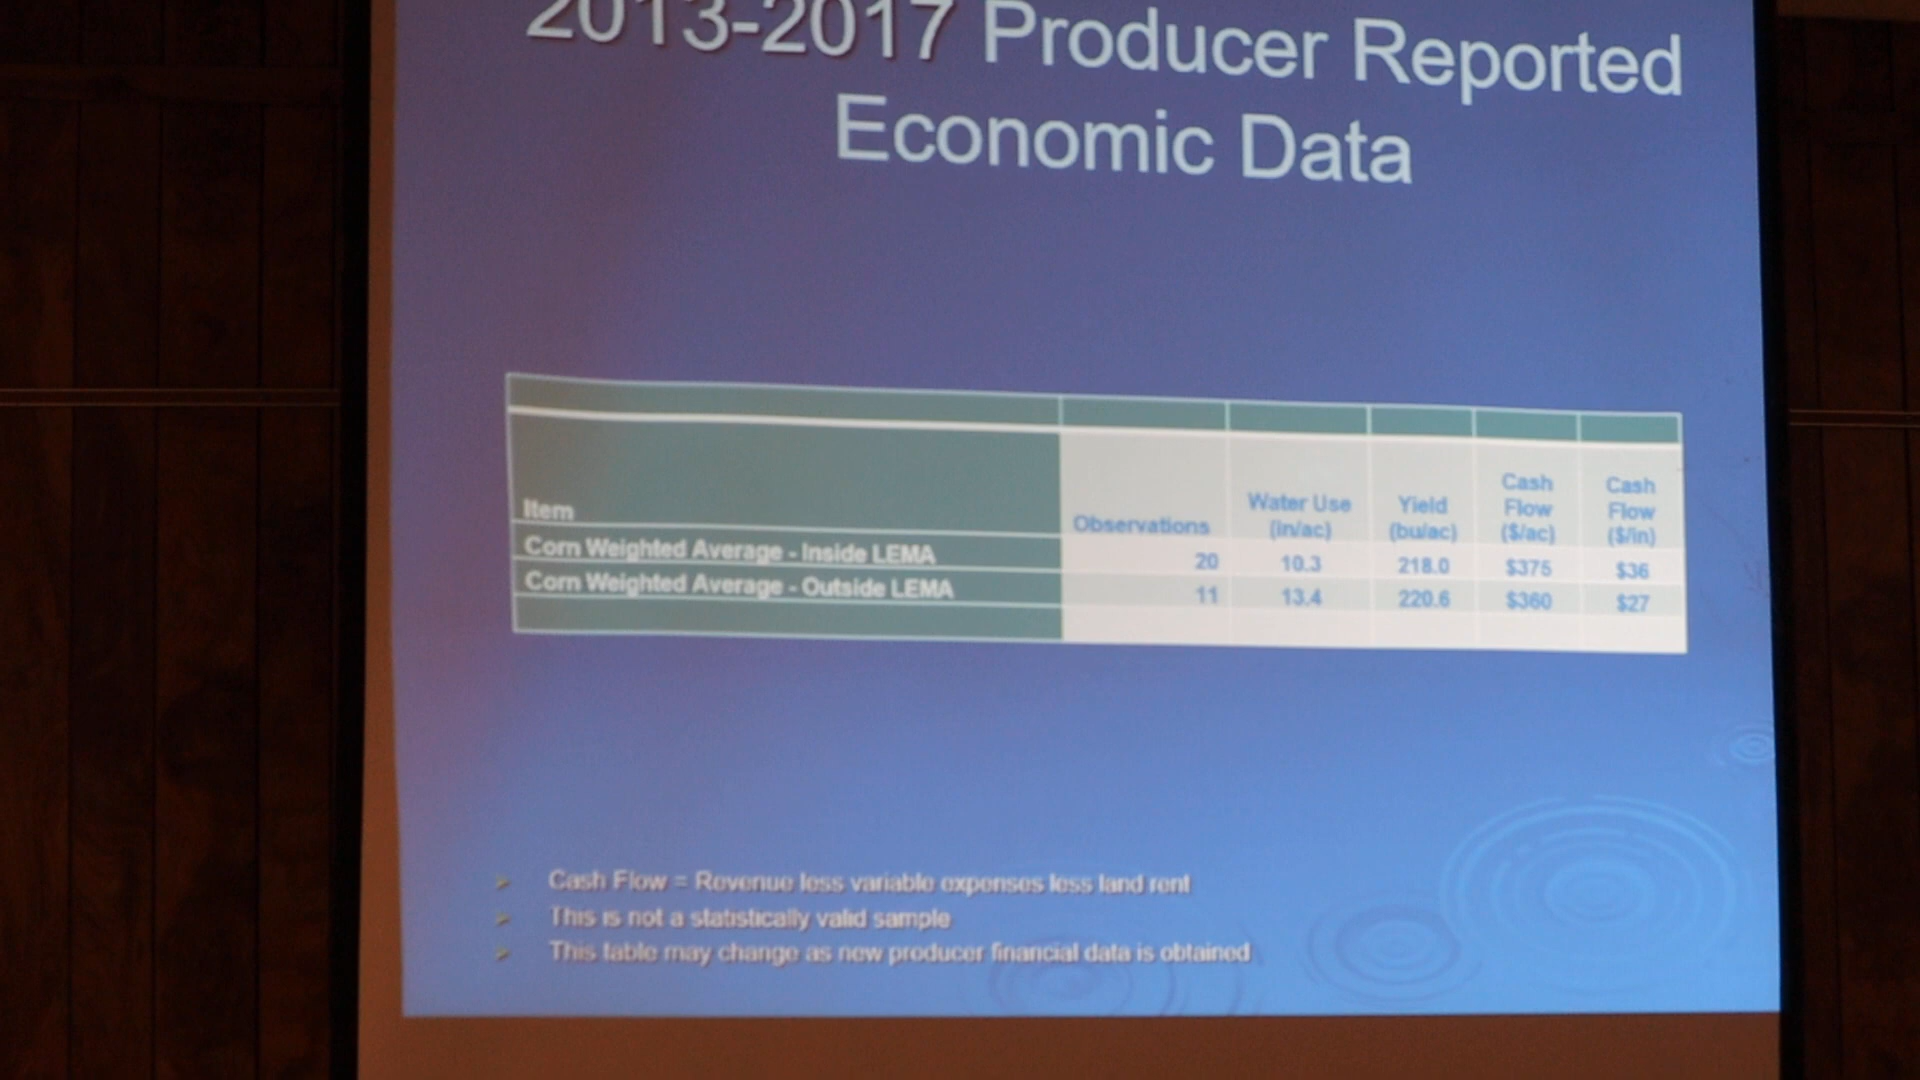 2013-2017 Producer Reported
Economic Data
Item Observations Water Use (in/ac) Yield (bu/ac) Cash Flow ($/ac) Cash Flow ($/in)
Corn Weighted Average - Inside LEMA 20 10.3 218.0 $375 $36
Corn Weighted Average - Outside LEMA 11 13.4 220.6 $360 $27
Cash Flow = Revenue less variable expenses less land rent
This is not a statistically valid sample
This table may change as new producer financial data is obtained